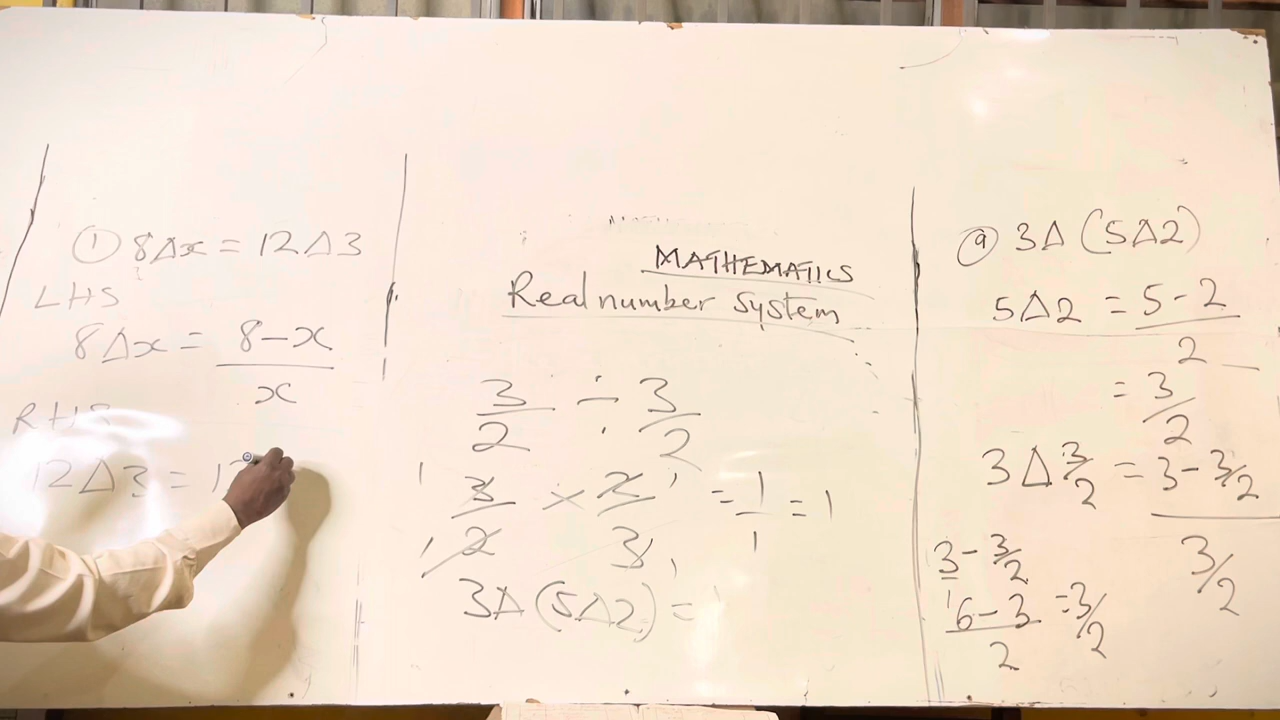 ① 8Δx = 12Δ3
LHS
8Δx = 8-x
x
RHS
12Δ3 = 1
MATHEMATICS
Real number system
3/2 ÷ 3/2
3/2 × 2/3 = 1/1 = 1
3Δ(5Δ2) = 1
ⓐ 3Δ(5Δ2)
5Δ2 = 5-2
2
= 3/2
3Δ3/2 = 3-3/2
3/2
3 - 3/2
1
6-3 = 3/2
2